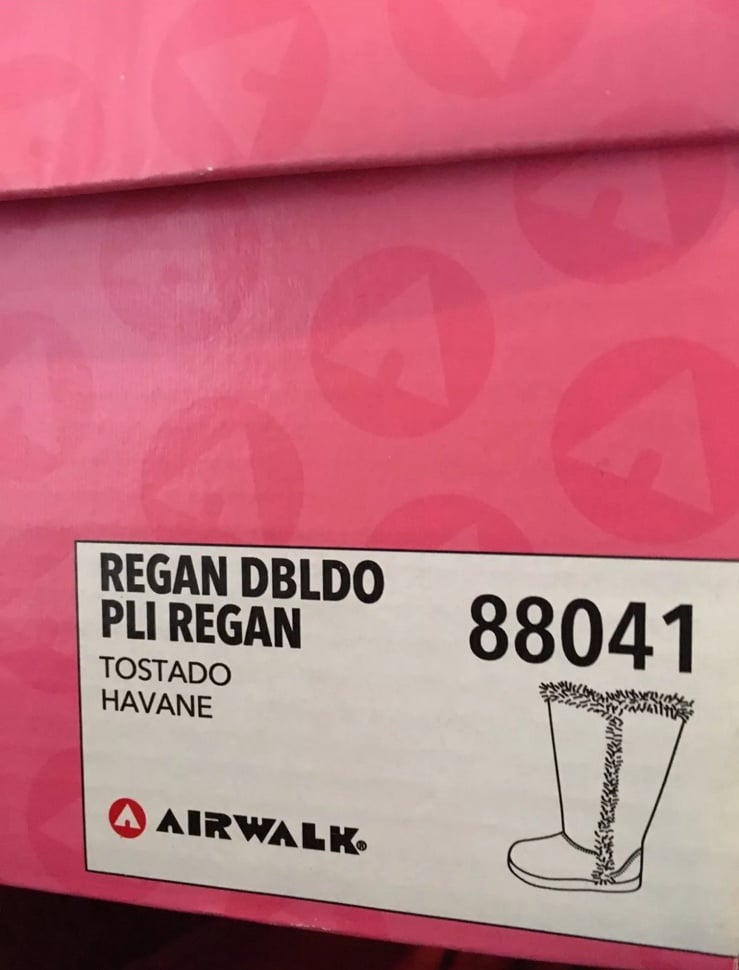 REGAN DBLDO
PLI REGAN
88041
TOSTADO
HAVANE
AIRWALK®